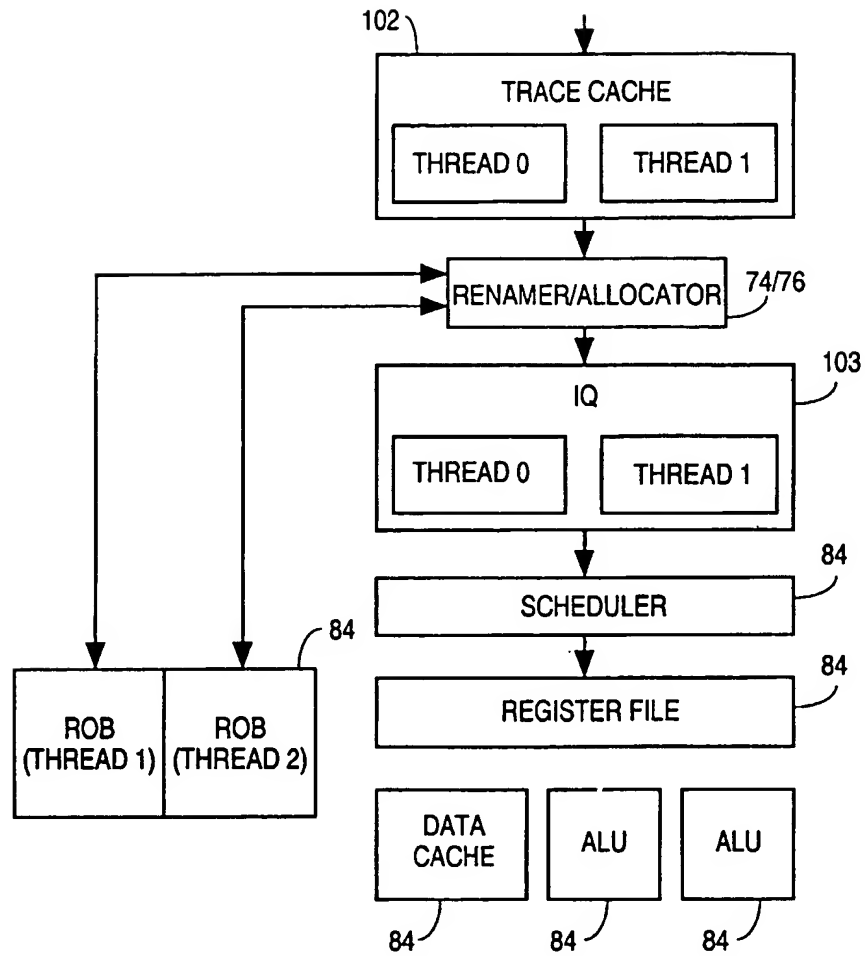 102
TRACE CACHE
THREAD 0
THREAD 1
RENAMER/ALLOCATOR
74/76
103
IQ
THREAD 0
THREAD 1
84
SCHEDULER
84
REGISTER FILE
84
ROB
(THREAD 1)
ROB
(THREAD 2)
DATA
CACHE
ALU
ALU
84
84
84